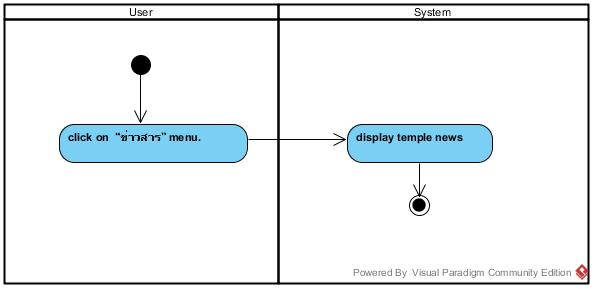 User
System
click on “ข่าวสาร” menu.
display temple news
Powered By Visual Paradigm Community Edition